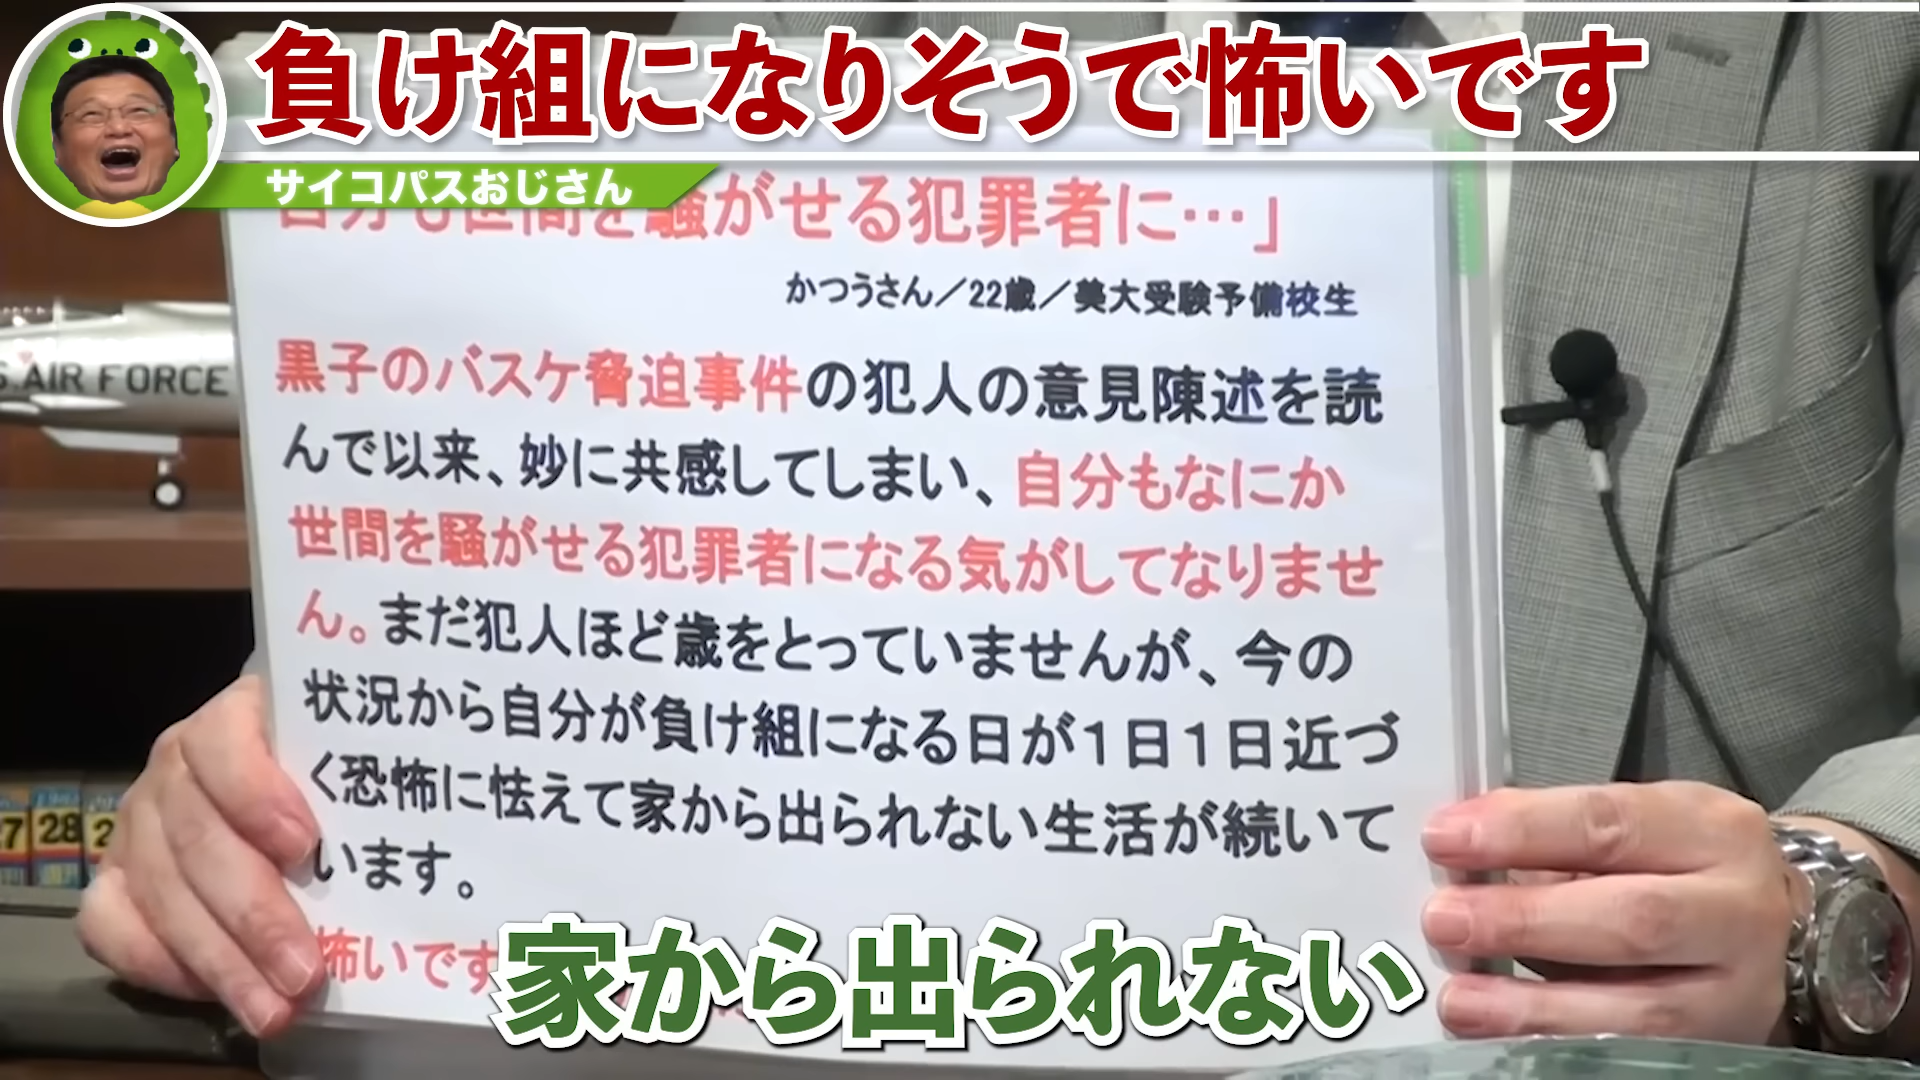 負け組になりそうで怖いです
サイコパスおじさん
騒がせる犯罪者に…」
かつうさん／22歳／美大受験予備校生
黒子のバスケ脅迫事件の犯人の意見陳述を読
んで以来、妙に共感してしまい、自分もなにか
世間を騒がせる犯罪者になる気がしてなりませ
ん。まだ犯人ほど歳をとっていませんが、今の
状況から自分が負け組になる日が１日１日近づ
く恐怖に怯えて家から出られない生活が続いて
います。
怖いです
家から出られない
S.AIR FORCE
28